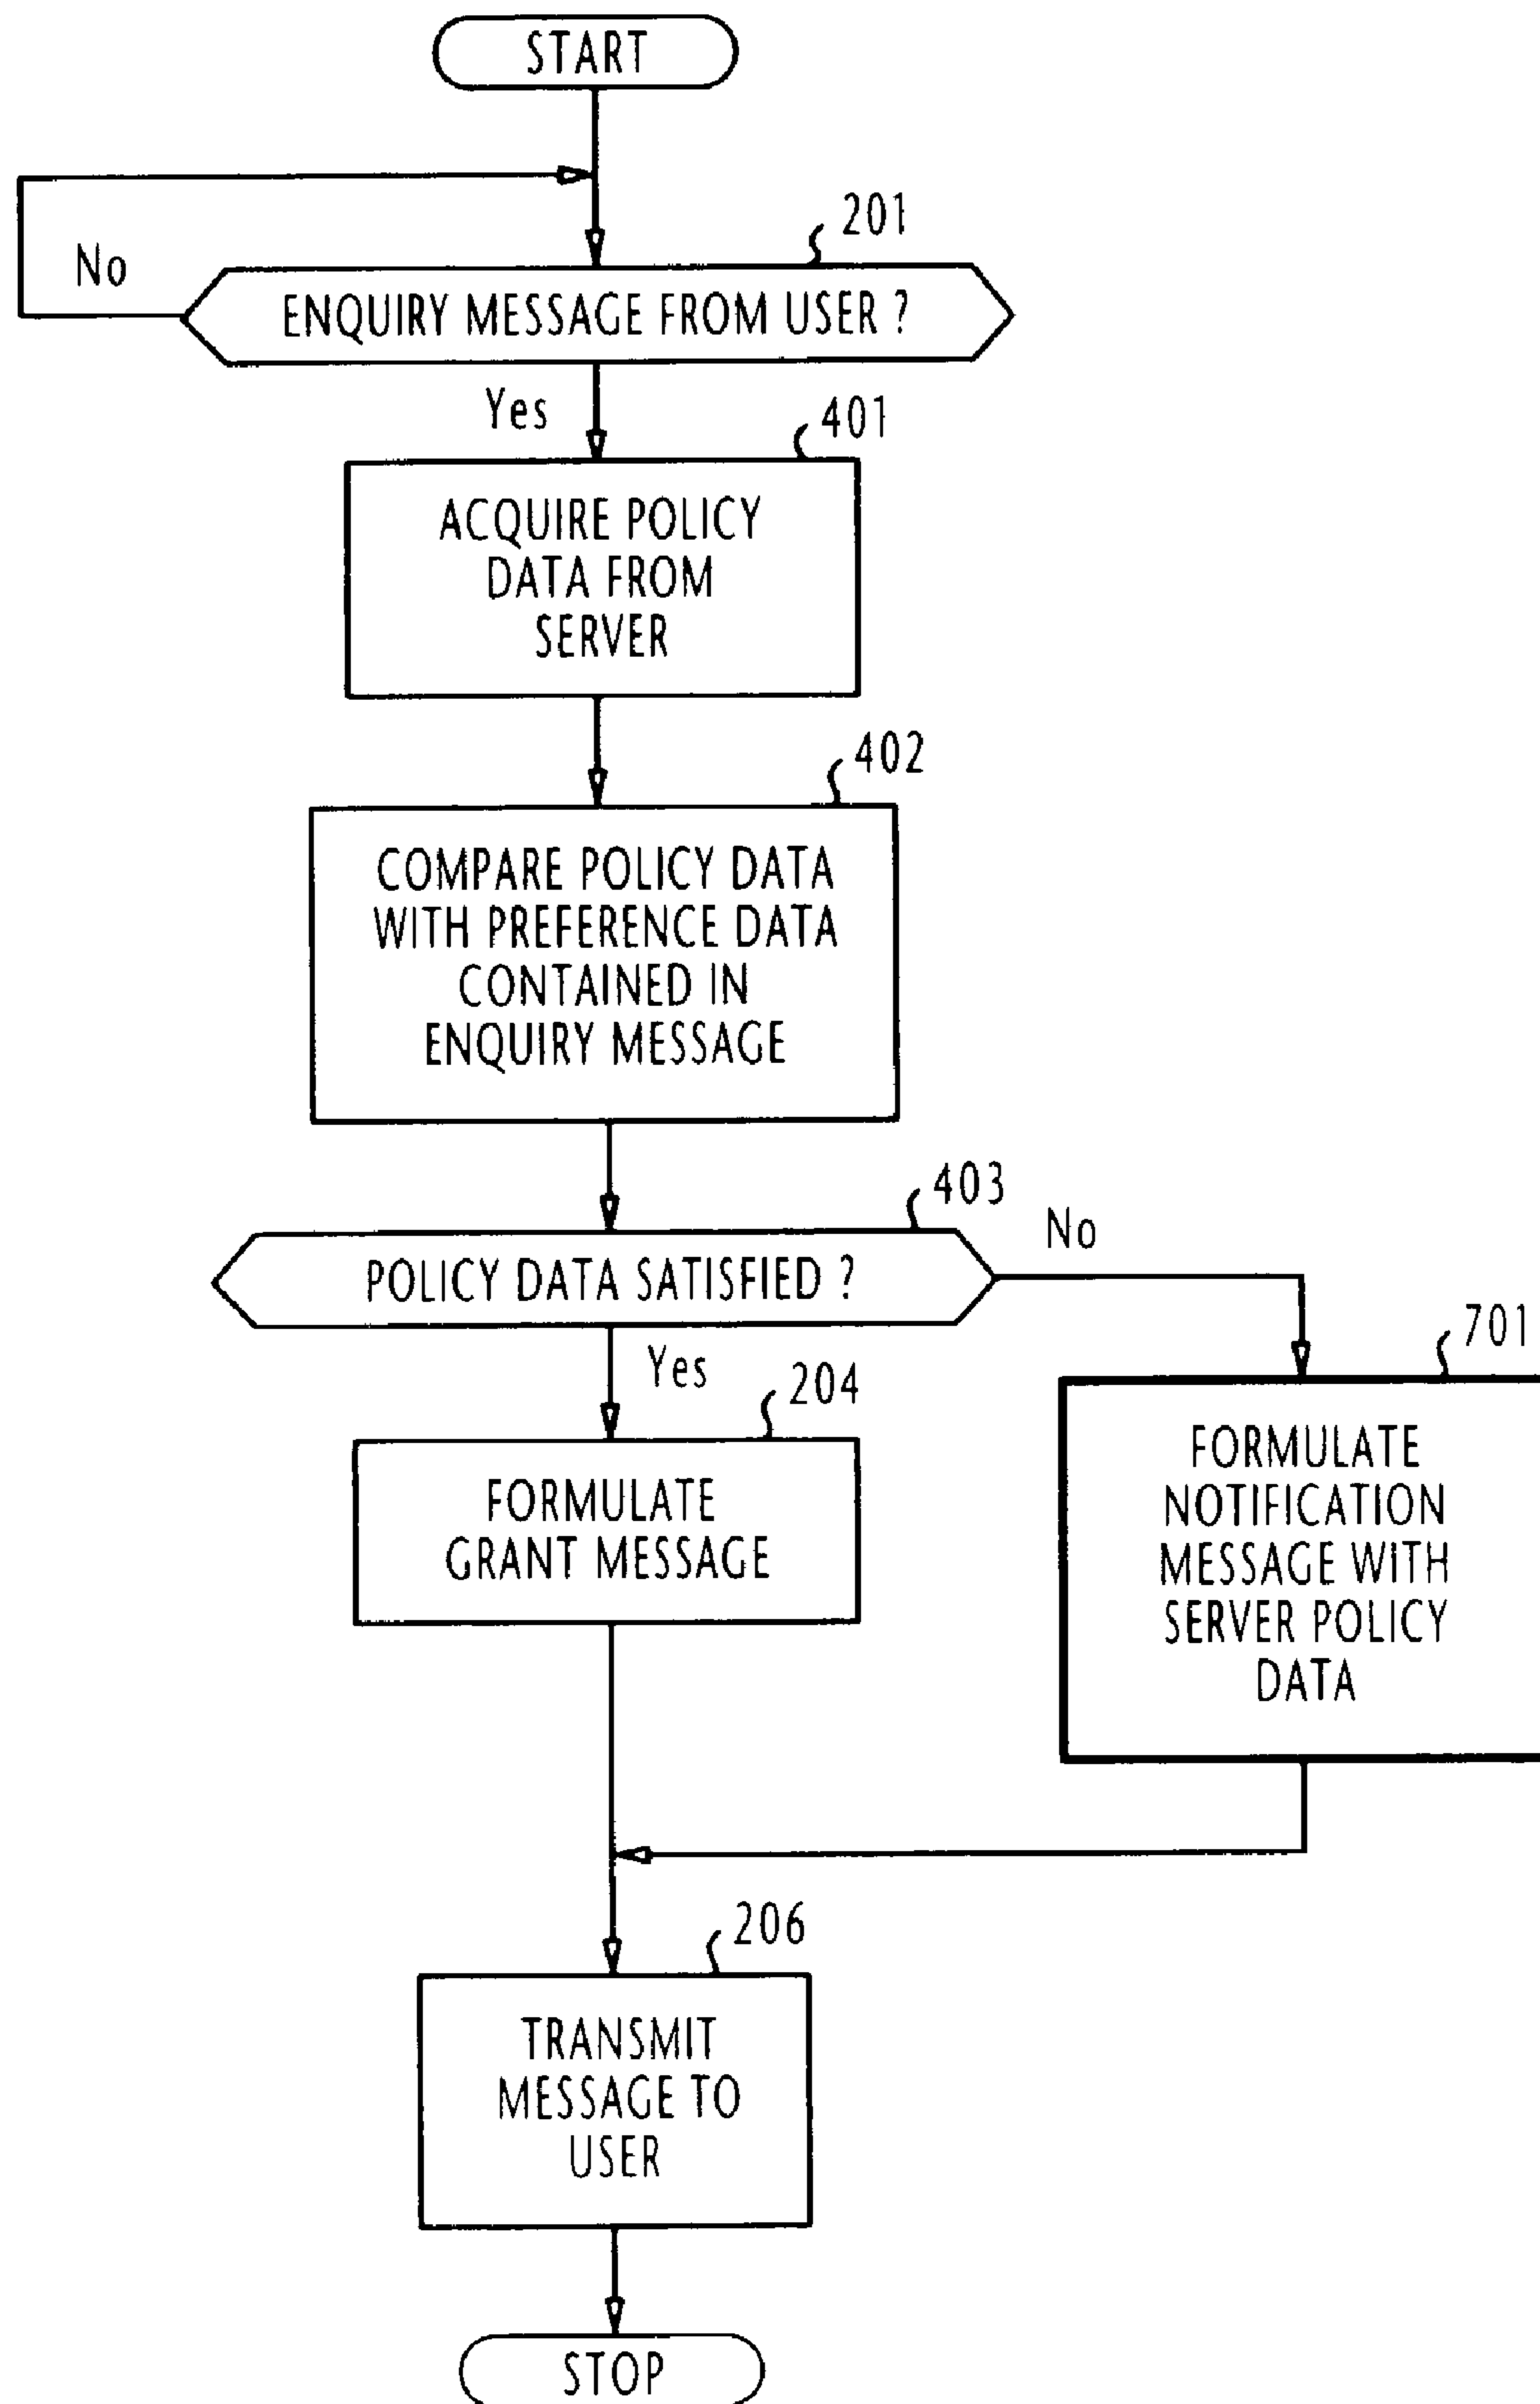 START
No
201
ENQUIRY MESSAGE FROM USER ?
Yes
401
ACQUIRE POLICY
DATA FROM
SERVER
402
COMPARE POLICY DATA
WITH PREFERENCE DATA
CONTAINED IN
ENQUIRY MESSAGE
403
No
POLICY DATA SATISFIED ?
Yes
204
FORMULATE
GRANT MESSAGE
701
FORMULATE
NOTIFICATION
MESSAGE WITH
SERVER POLICY
DATA
206
TRANSMIT
MESSAGE TO
USER
STOP